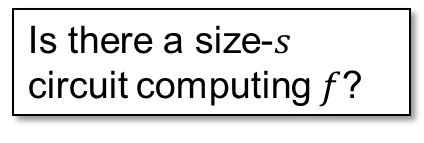 Is there a size-𝑠
circuit computing 𝑓?